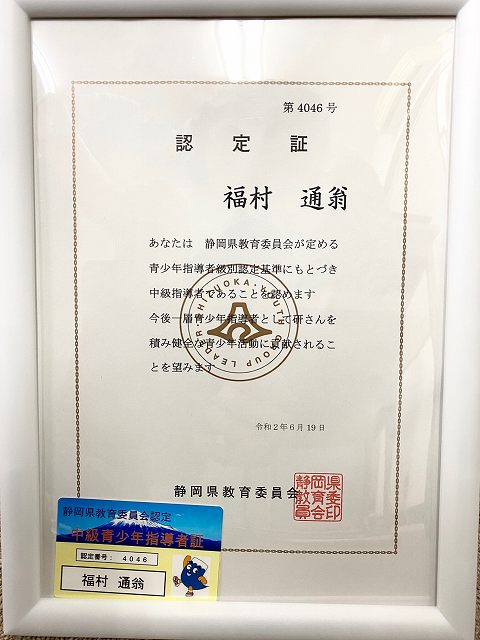 第 4046 号
認定証
福村 通翁
あなたは 静岡県教育委員会が定める
青少年指導者級別認定基準にもとづき
中級指導者であることを認めます
今後一層青少年指導者として研さんを
積み健全な青少年活動に貢献されるこ
とを望みます
SHIZUOKA・YOUTH GROUP LEADER
令和2年6月19日
静岡県教育委員会
静岡県教育委員会印
静岡県教育委員会認定
中級青少年指導者証
認定番号： 4046
福村 通翁